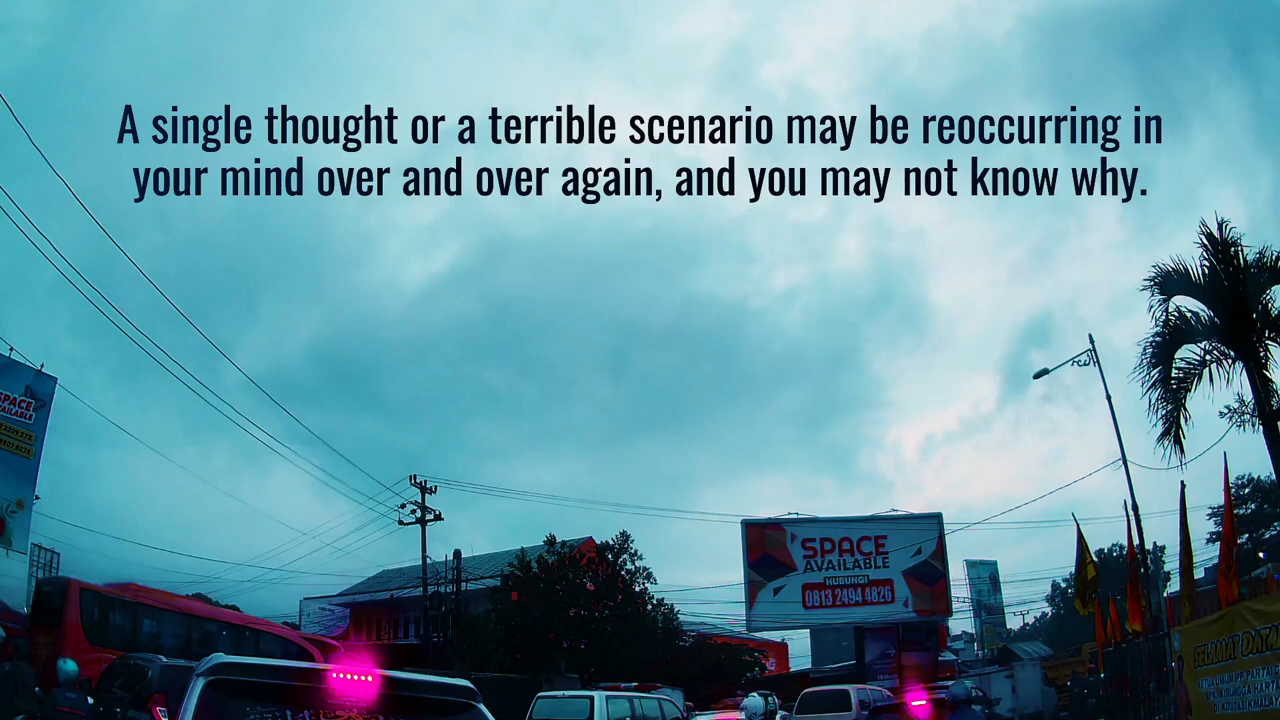 A single thought or a terrible scenario may be reoccurring in
your mind over and over again, and you may not know why.
SPACE
AVAILABLE
SPACE
AVAILABLE
HUBUNGI
0813 2494 4826
SELAMAT